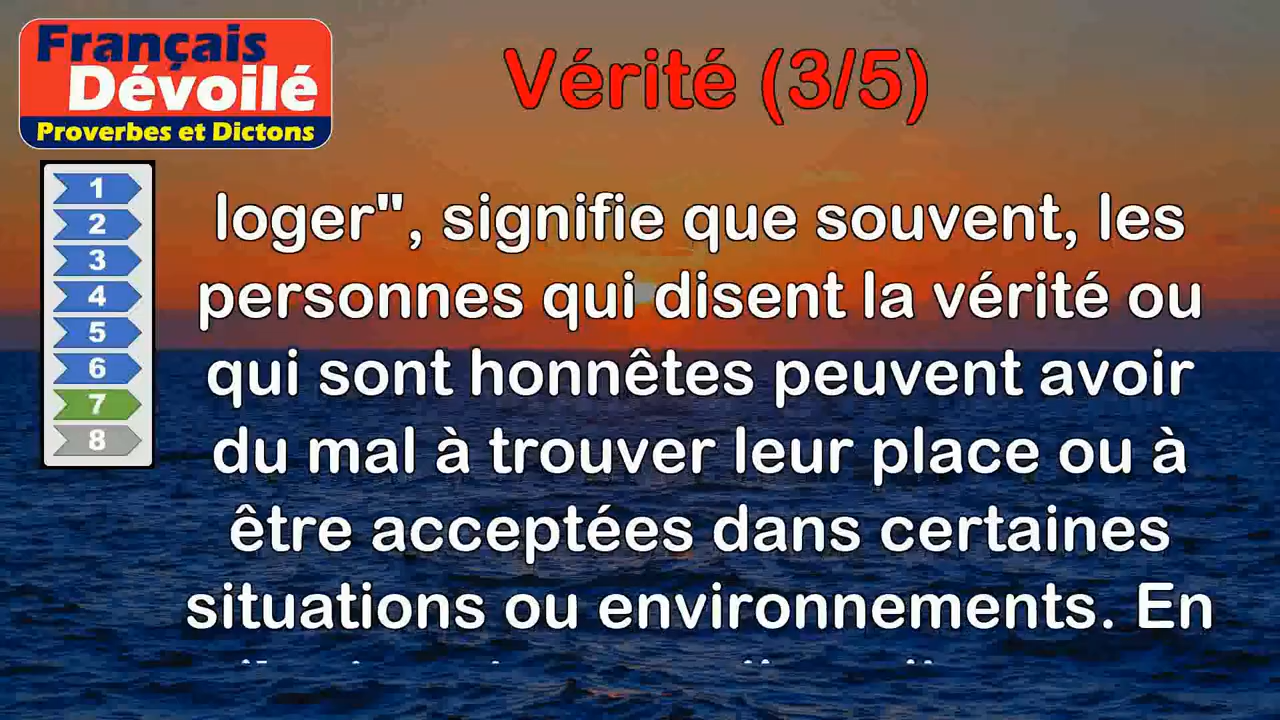 Français
Dévoilé
Proverbes et Dictons
Vérité (3/5)
1
2
3
4
5
6
7
8
loger", signifie que souvent, les
personnes qui disent la vérité ou
qui sont honnêtes peuvent avoir
du mal à trouver leur place ou à
être acceptées dans certaines
situations ou environnements. En